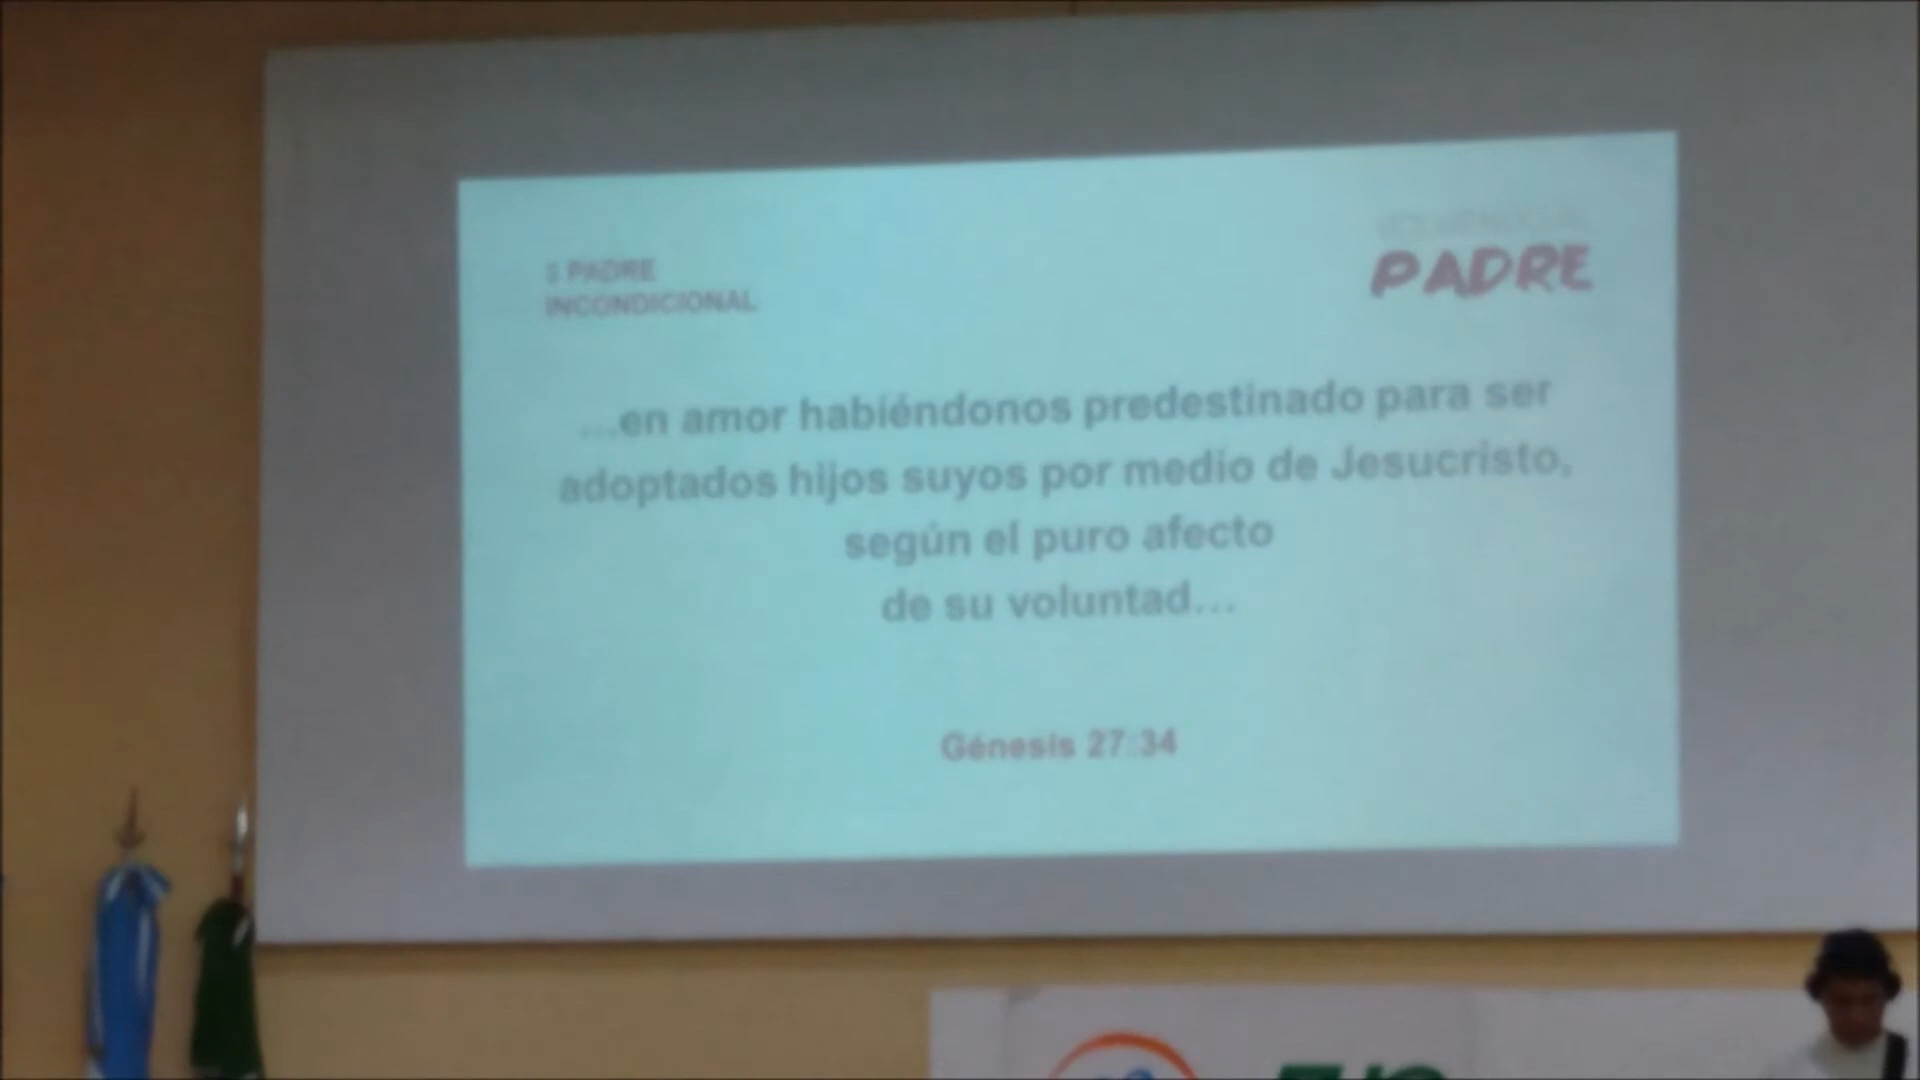 PADRE
PADRE
INCONDICIONAL
...en amor habiéndonos predestinado para ser
adoptados hijos suyos por medio de Jesucristo,
según el puro afecto
de su voluntad...
Génesis 27:34